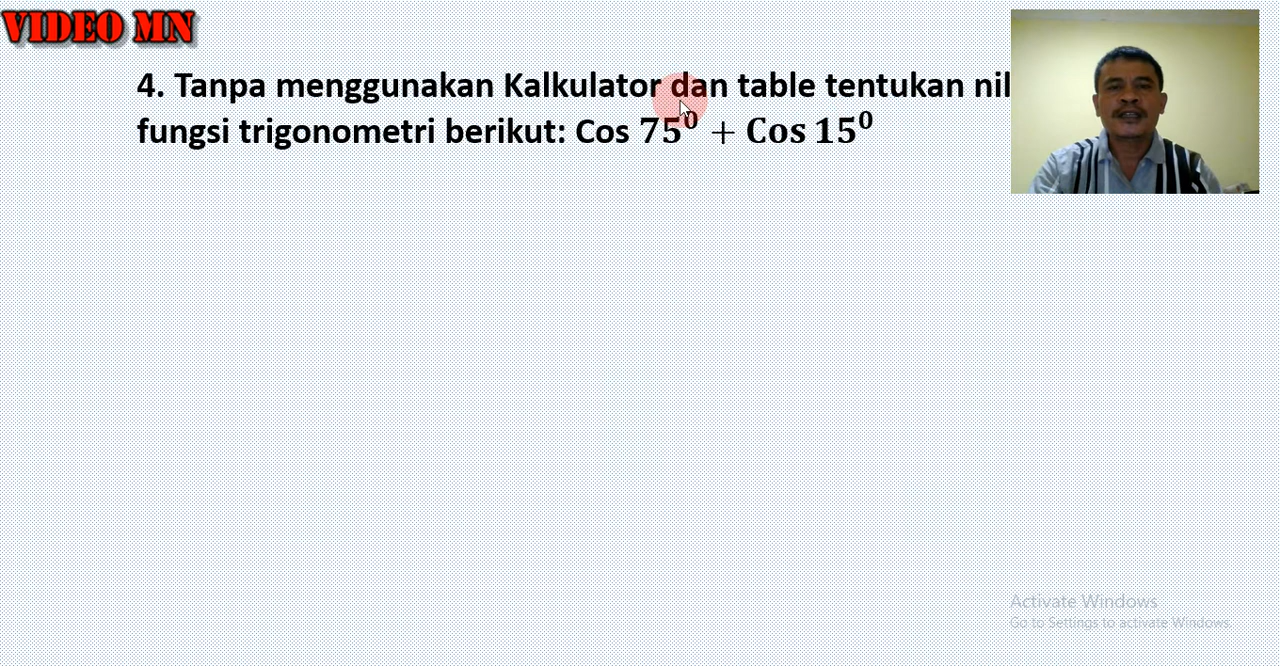 VIDEO MN
4. Tanpa menggunakan Kalkulator dan table tentukan
fungsi trigonometri berikut: Cos 75⁰ + Cos 15⁰
Activate Windows
Go to Settings to activate Windows.